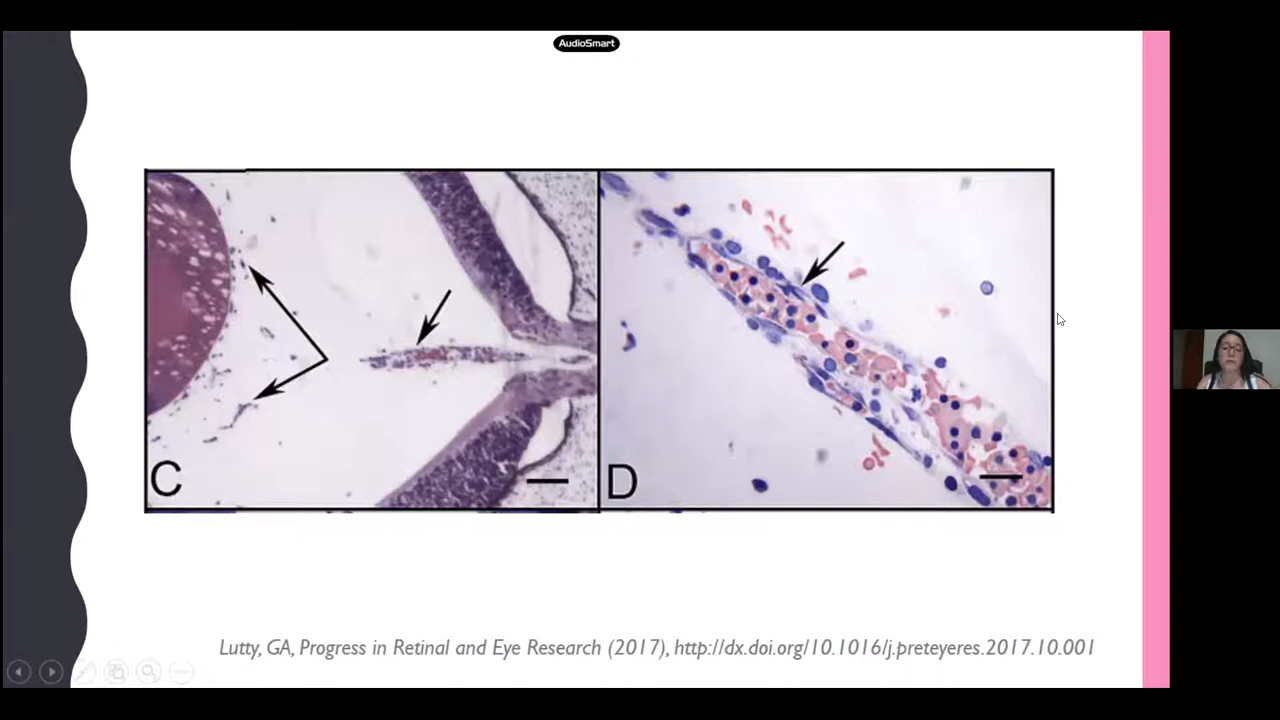 AudioSmart
C
D
Lutty, GA, Progress in Retinal and Eye Research (2017), http://dx.doi.org/10.1016/j.preteyeres.2017.10.001